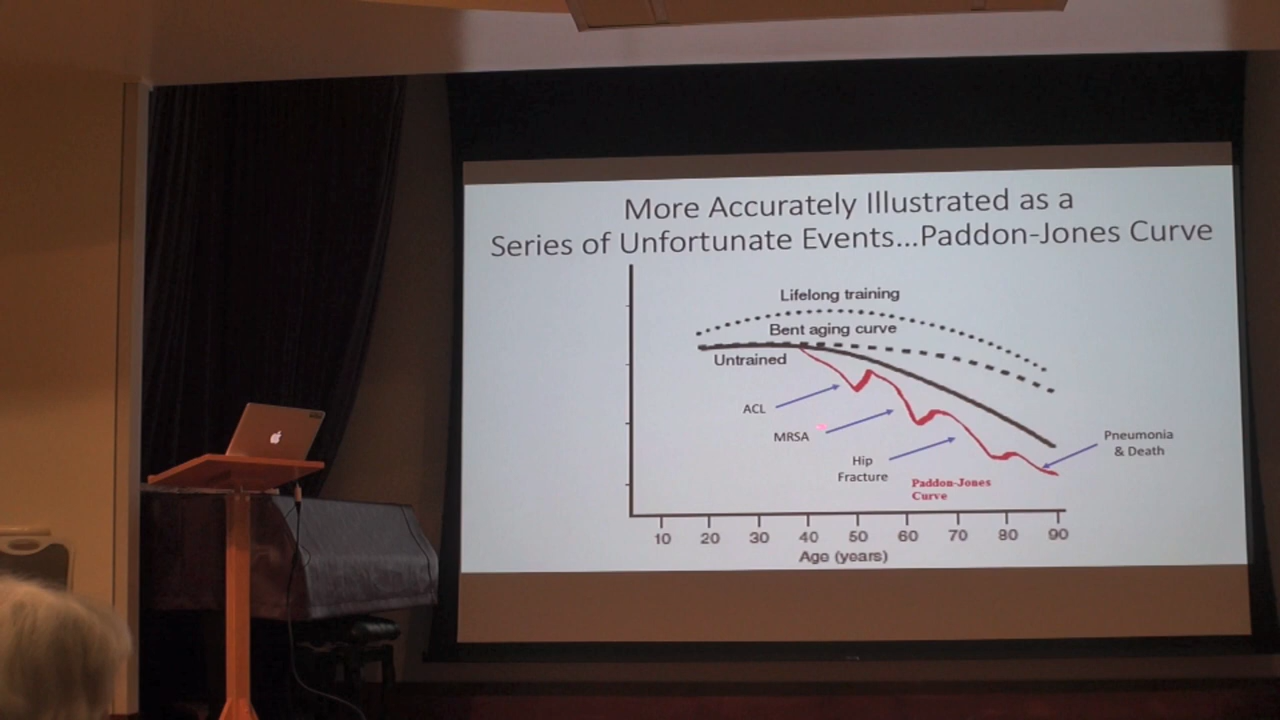 More Accurately Illustrated as a
Series of Unfortunate Events...Paddon-Jones Curve
Lifelong training
Bent aging curve
Untrained
ACL
MRSA
Hip
Fracture
Pneumonia
& Death
Paddon-Jones
Curve
10 20 30 40 50 60 70 80 90
Age (years)